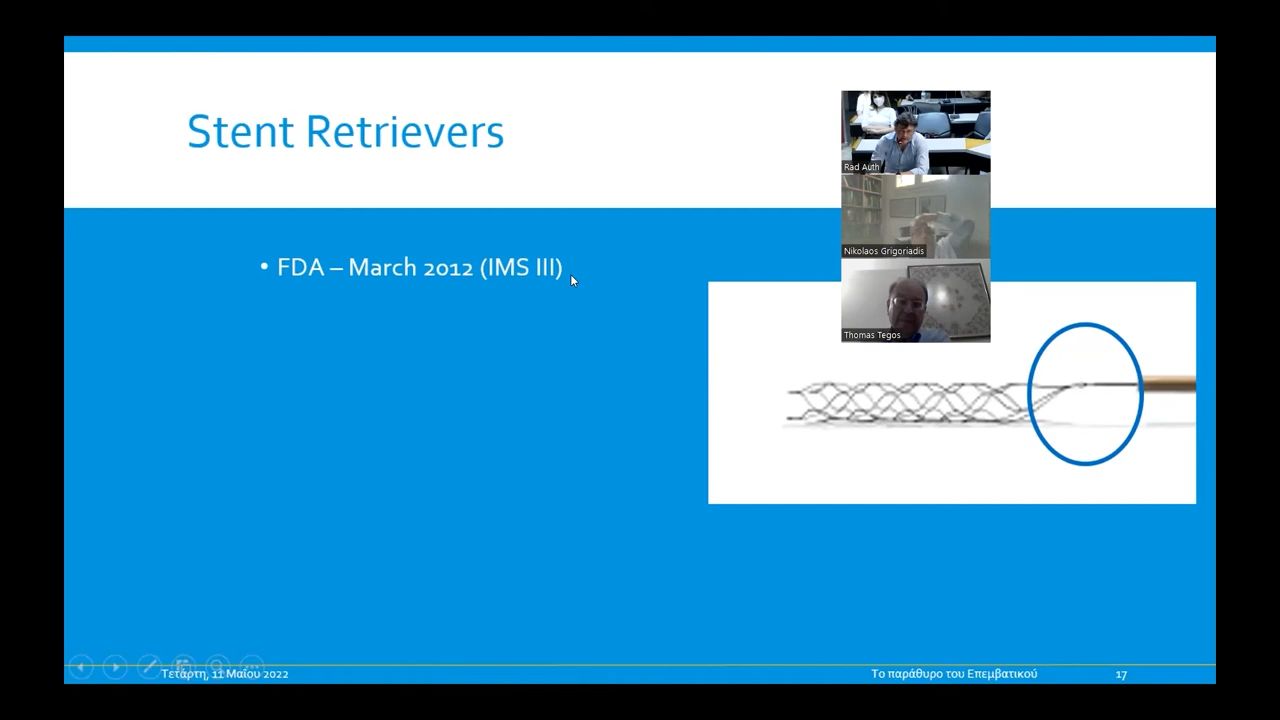 Stent Retrievers
Rad Auth
Nikolaos Grigoriadis
Thomas Tegos
• FDA – March 2012 (IMS III)
Τετάρτη, 11 Μαΐου 2022
Το παράθυρο του Επεμβατικού
17